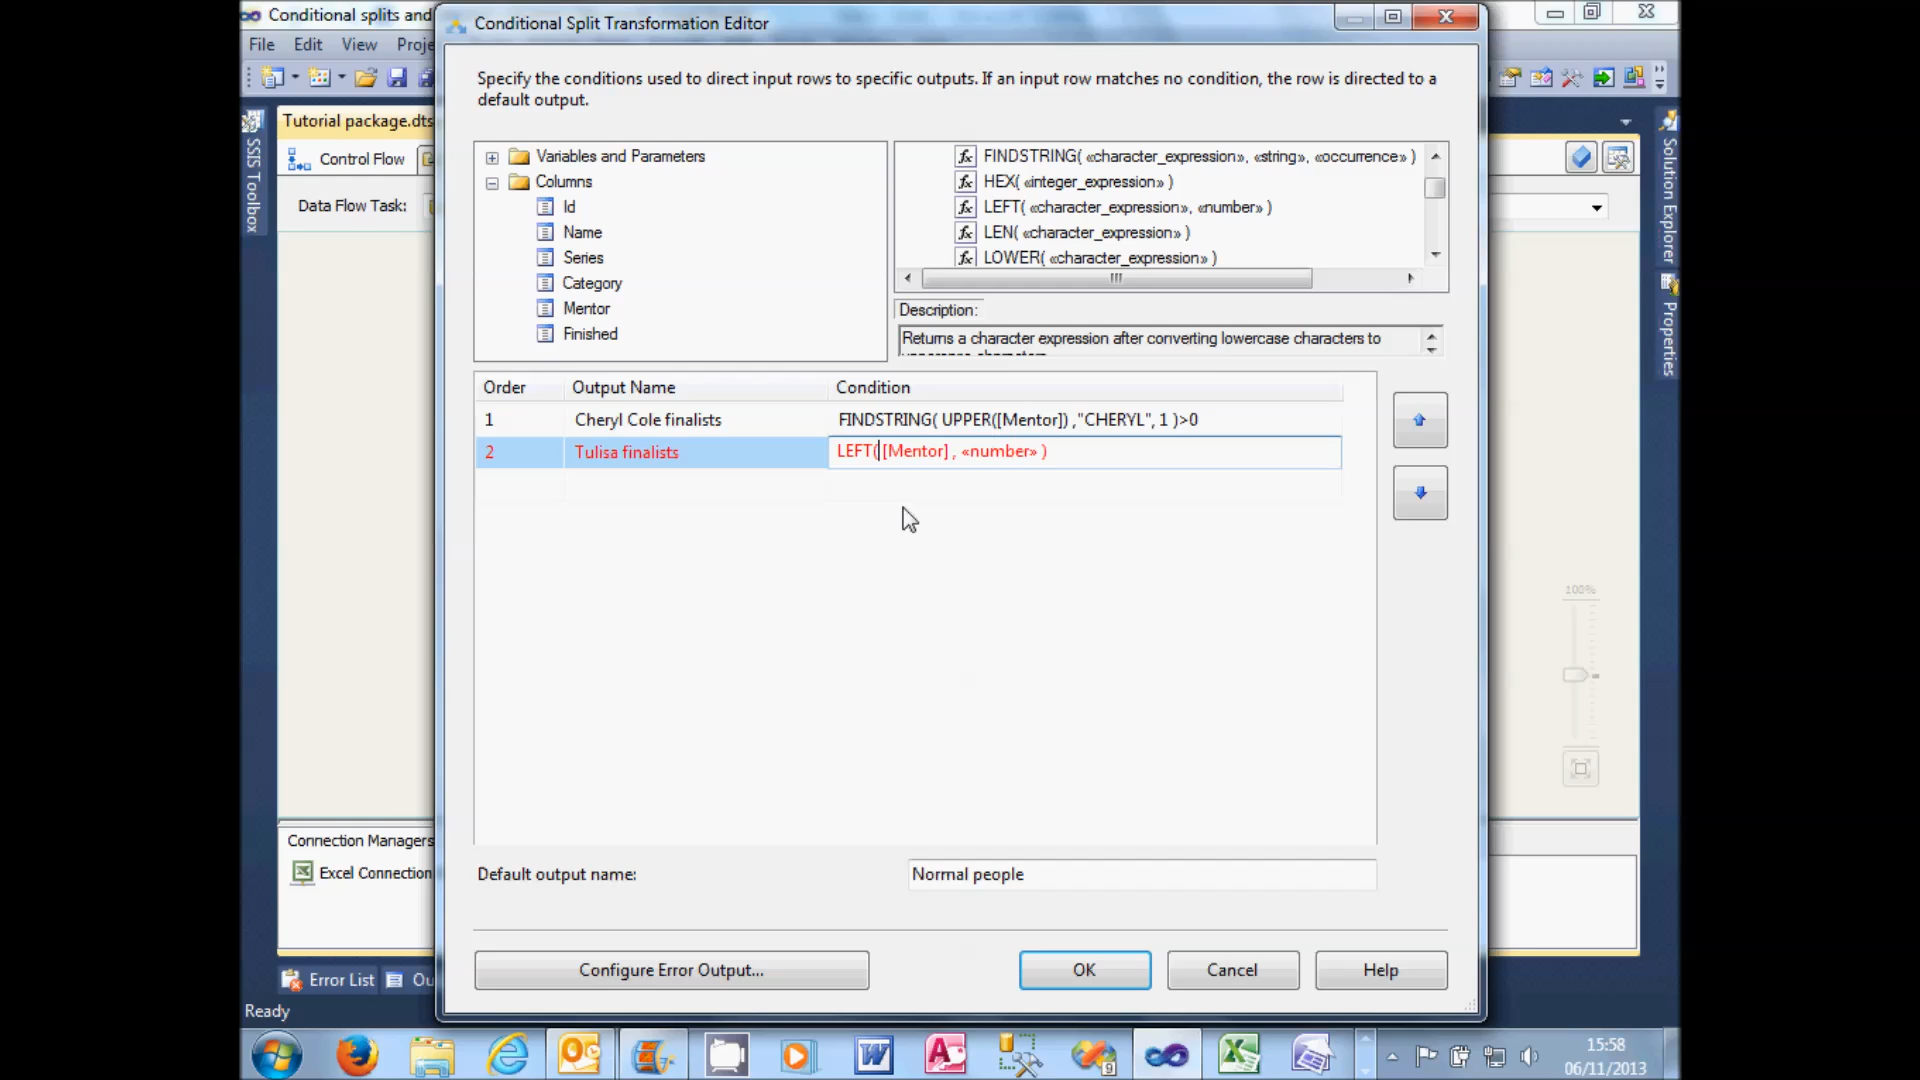 Conditional splits and
Conditional Split Transformation Editor
File Edit View Proje
Specify the conditions used to direct input rows to specific outputs. If an input row matches no condition, the row is directed to a
default output.
Tutorial package.dts
Control Flow
Data Flow Task:
SSIS Toolbox
Solution Explorer
Properties
Variables and Parameters
Columns
Id
Name
Series
Category
Mentor
Finished
FINDSTRING( «character_expression», «string», «occurrence» )
HEX( «integer_expression» )
LEFT( «character_expression», «number» )
LEN( «character_expression» )
LOWER( «character_expression» )
Description:
Returns a character expression after converting lowercase characters to
uppercase characters
Order Output Name Condition
1 Cheryl Cole finalists FINDSTRING( UPPER([Mentor]) ,"CHERYL", 1 )>0
2 Tulisa finalists LEFT( [Mentor] , «number» )
100%
Connection Managers
Excel Connection
Default output name: Normal people
Configure Error Output... OK Cancel Help
Error List Ou
Ready
15:58
06/11/2013